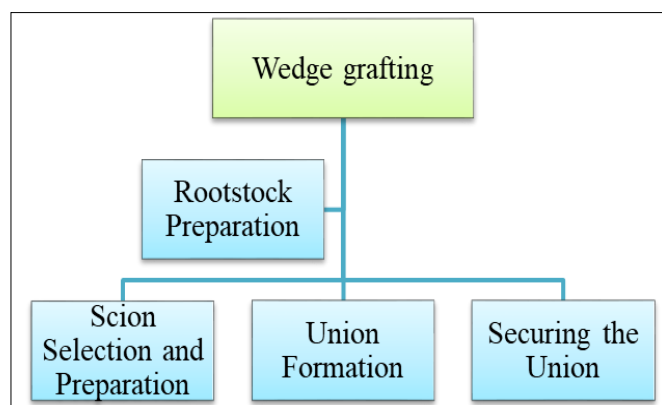 Wedge grafting
Rootstock
Preparation
Scion
Selection and
Preparation
Union
Formation
Securing the
Union